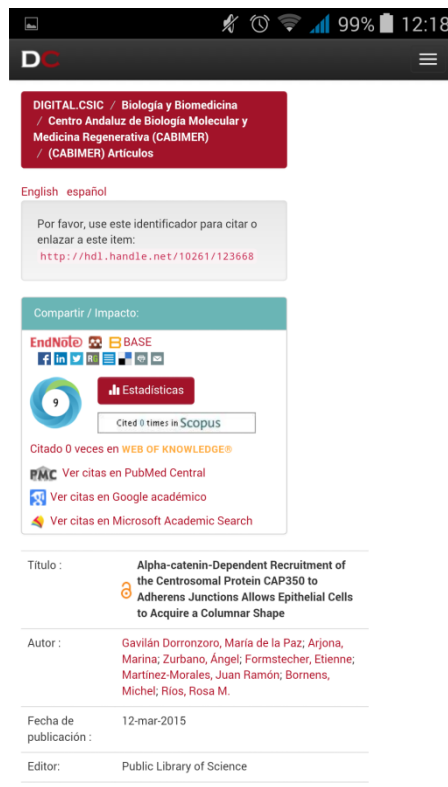 99% 12:18
DC
DIGITAL.CSIC / Biología y Biomedicina
/ Centro Andaluz de Biología Molecular y
Medicina Regenerativa (CABIMER)
/ (CABIMER) Artículos
English español
Por favor, use este identificador para citar o
enlazar a este item:
http://hdl.handle.net/10261/123668
Compartir / Impacto:
EndNote BASE
f in RG
9
Estadísticas
Cited 0 times in Scopus
Citado 0 veces en WEB OF KNOWLEDGE®
PMC Ver citas en PubMed Central
Ver citas en Google académico
Ver citas en Microsoft Academic Search
Título : Alpha-catenin-Dependent Recruitment of
the Centrosomal Protein CAP350 to
Adherens Junctions Allows Epithelial Cells
to Acquire a Columnar Shape
Autor : Gavilán Dorronzoro, María de la Paz; Arjona,
Marina; Zurbano, Ángel; Formstecher, Etienne;
Martínez-Morales, Juan Ramón; Bornens,
Michel; Ríos, Rosa M.
Fecha de 12-mar-2015
publicación :
Editor: Public Library of Science